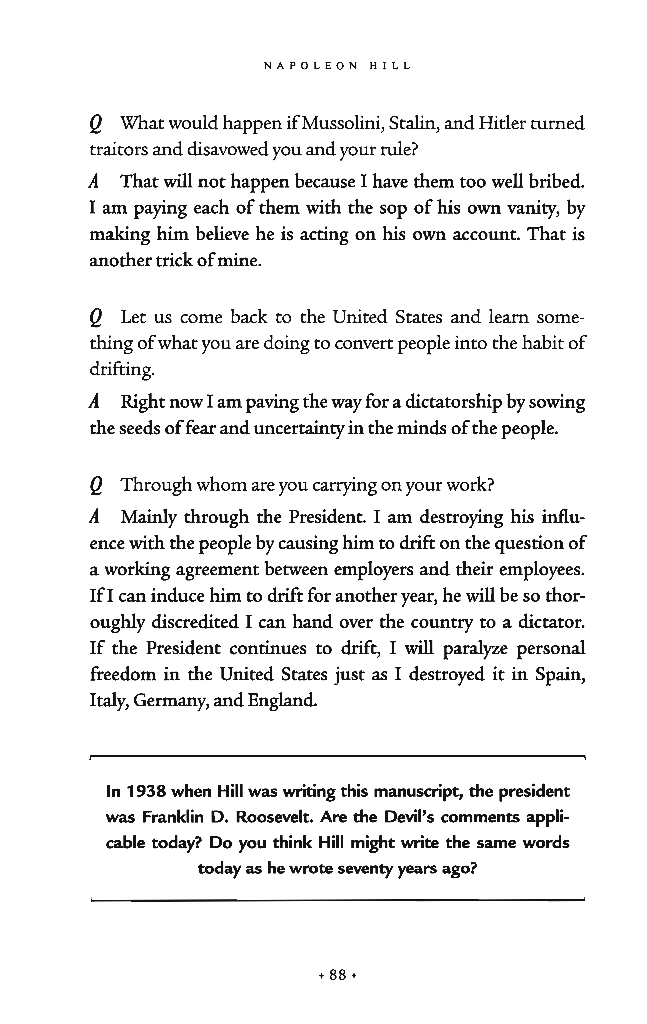 NAPOLEON HILL
Q What would happen if Mussolini, Stalin, and Hitler turned
traitors and disavowed you and your rule?
A That will not happen because I have them too well bribed.
I am paying each of them with the sop of his own vanity, by
making him believe he is acting on his own account. That is
another trick of mine.
Q Let us come back to the United States and learn some-
thing of what you are doing to convert people into the habit of
drifting.
A Right now I am paving the way for a dictatorship by sowing
the seeds of fear and uncertainty in the minds of the people.
Q Through whom are you carrying on your work?
A Mainly through the President. I am destroying his influ-
ence with the people by causing him to drift on the question of
a working agreement between employers and their employees.
If I can induce him to drift for another year, he will be so thor-
oughly discredited I can hand over the country to a dictator.
If the President continues to drift, I will paralyze personal
freedom in the United States just as I destroyed it in Spain,
Italy, Germany, and England.
In 1938 when Hill was writing this manuscript, the president
was Franklin D. Roosevelt. Are the Devil's comments appli-
cable today? Do you think Hill might write the same words
today as he wrote seventy years ago?
• 88 •